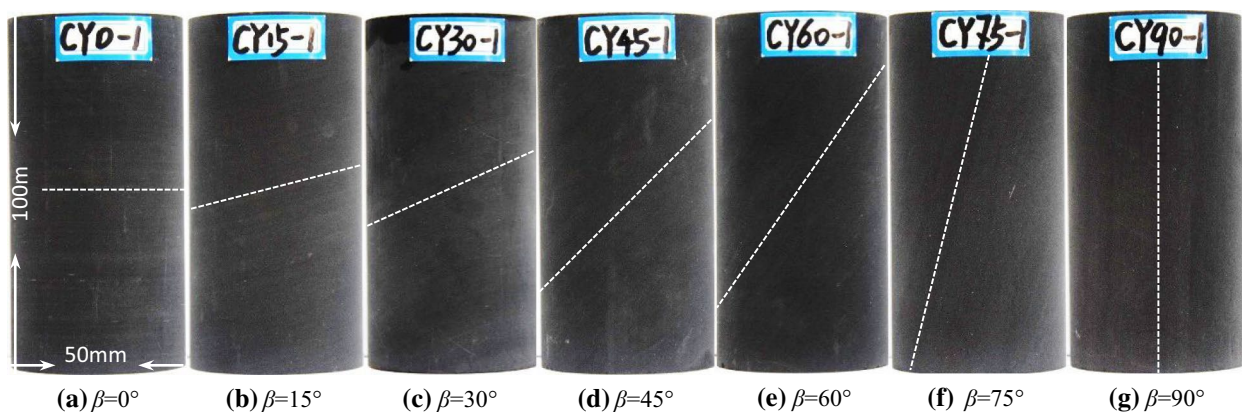 CY0-1
CY15-1
CY30-1
CY45-1
CY60-1
CY75-1
CY90-1
100m
50mm
(a) β=0°
(b) β=15°
(c) β=30°
(d) β=45°
(e) β=60°
(f) β=75°
(g) β=90°